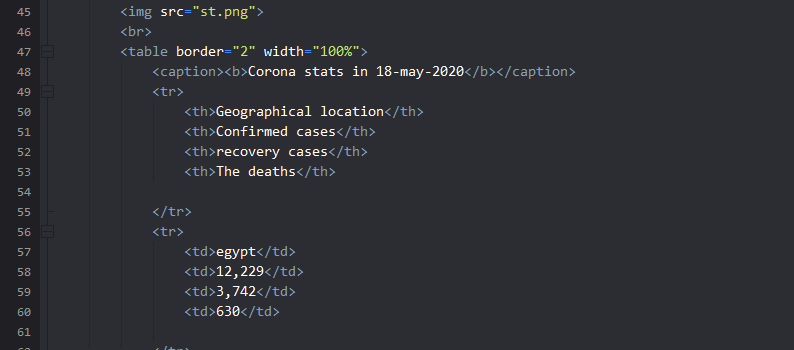 45 <img src="st.png">
46 <br>
47 <table border="2" width="100%">
48 <caption><b>Corona stats in 18-may-2020</b></caption>
49 <tr>
50 <th>Geographical location</th>
51 <th>Confirmed cases</th>
52 <th>recovery cases</th>
53 <th>The deaths</th>
54
55 </tr>
56 <tr>
57 <td>egypt</td>
58 <td>12,229</td>
59 <td>3,742</td>
60 <td>630</td>
61
62 </tr>